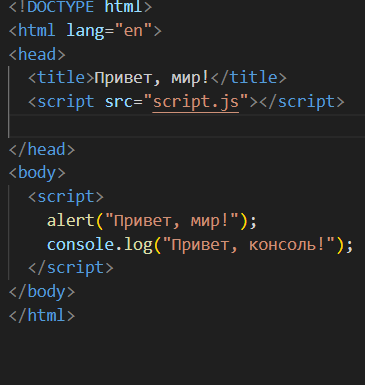 <!DOCTYPE html>
<html lang="en">
<head>
  <title>Привет, мир!</title>
  <script src="script.js"></script>
</head>
<body>
  <script>
    alert("Привет, мир!");
    console.log("Привет, консоль!");
  </script>
</body>
</html>